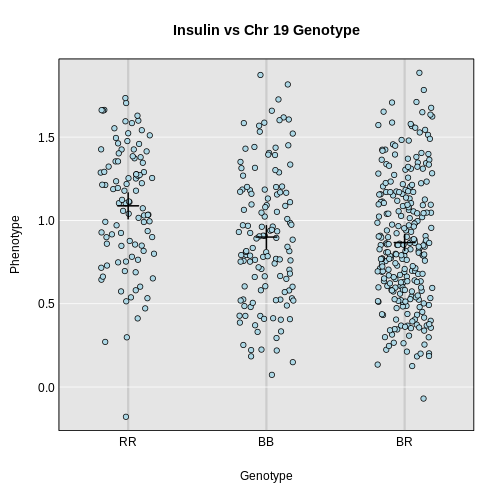 Insulin vs Chr 19 Genotype
Phenotype
1.5
1.0
0.5
0.0
RR BB BR
Genotype